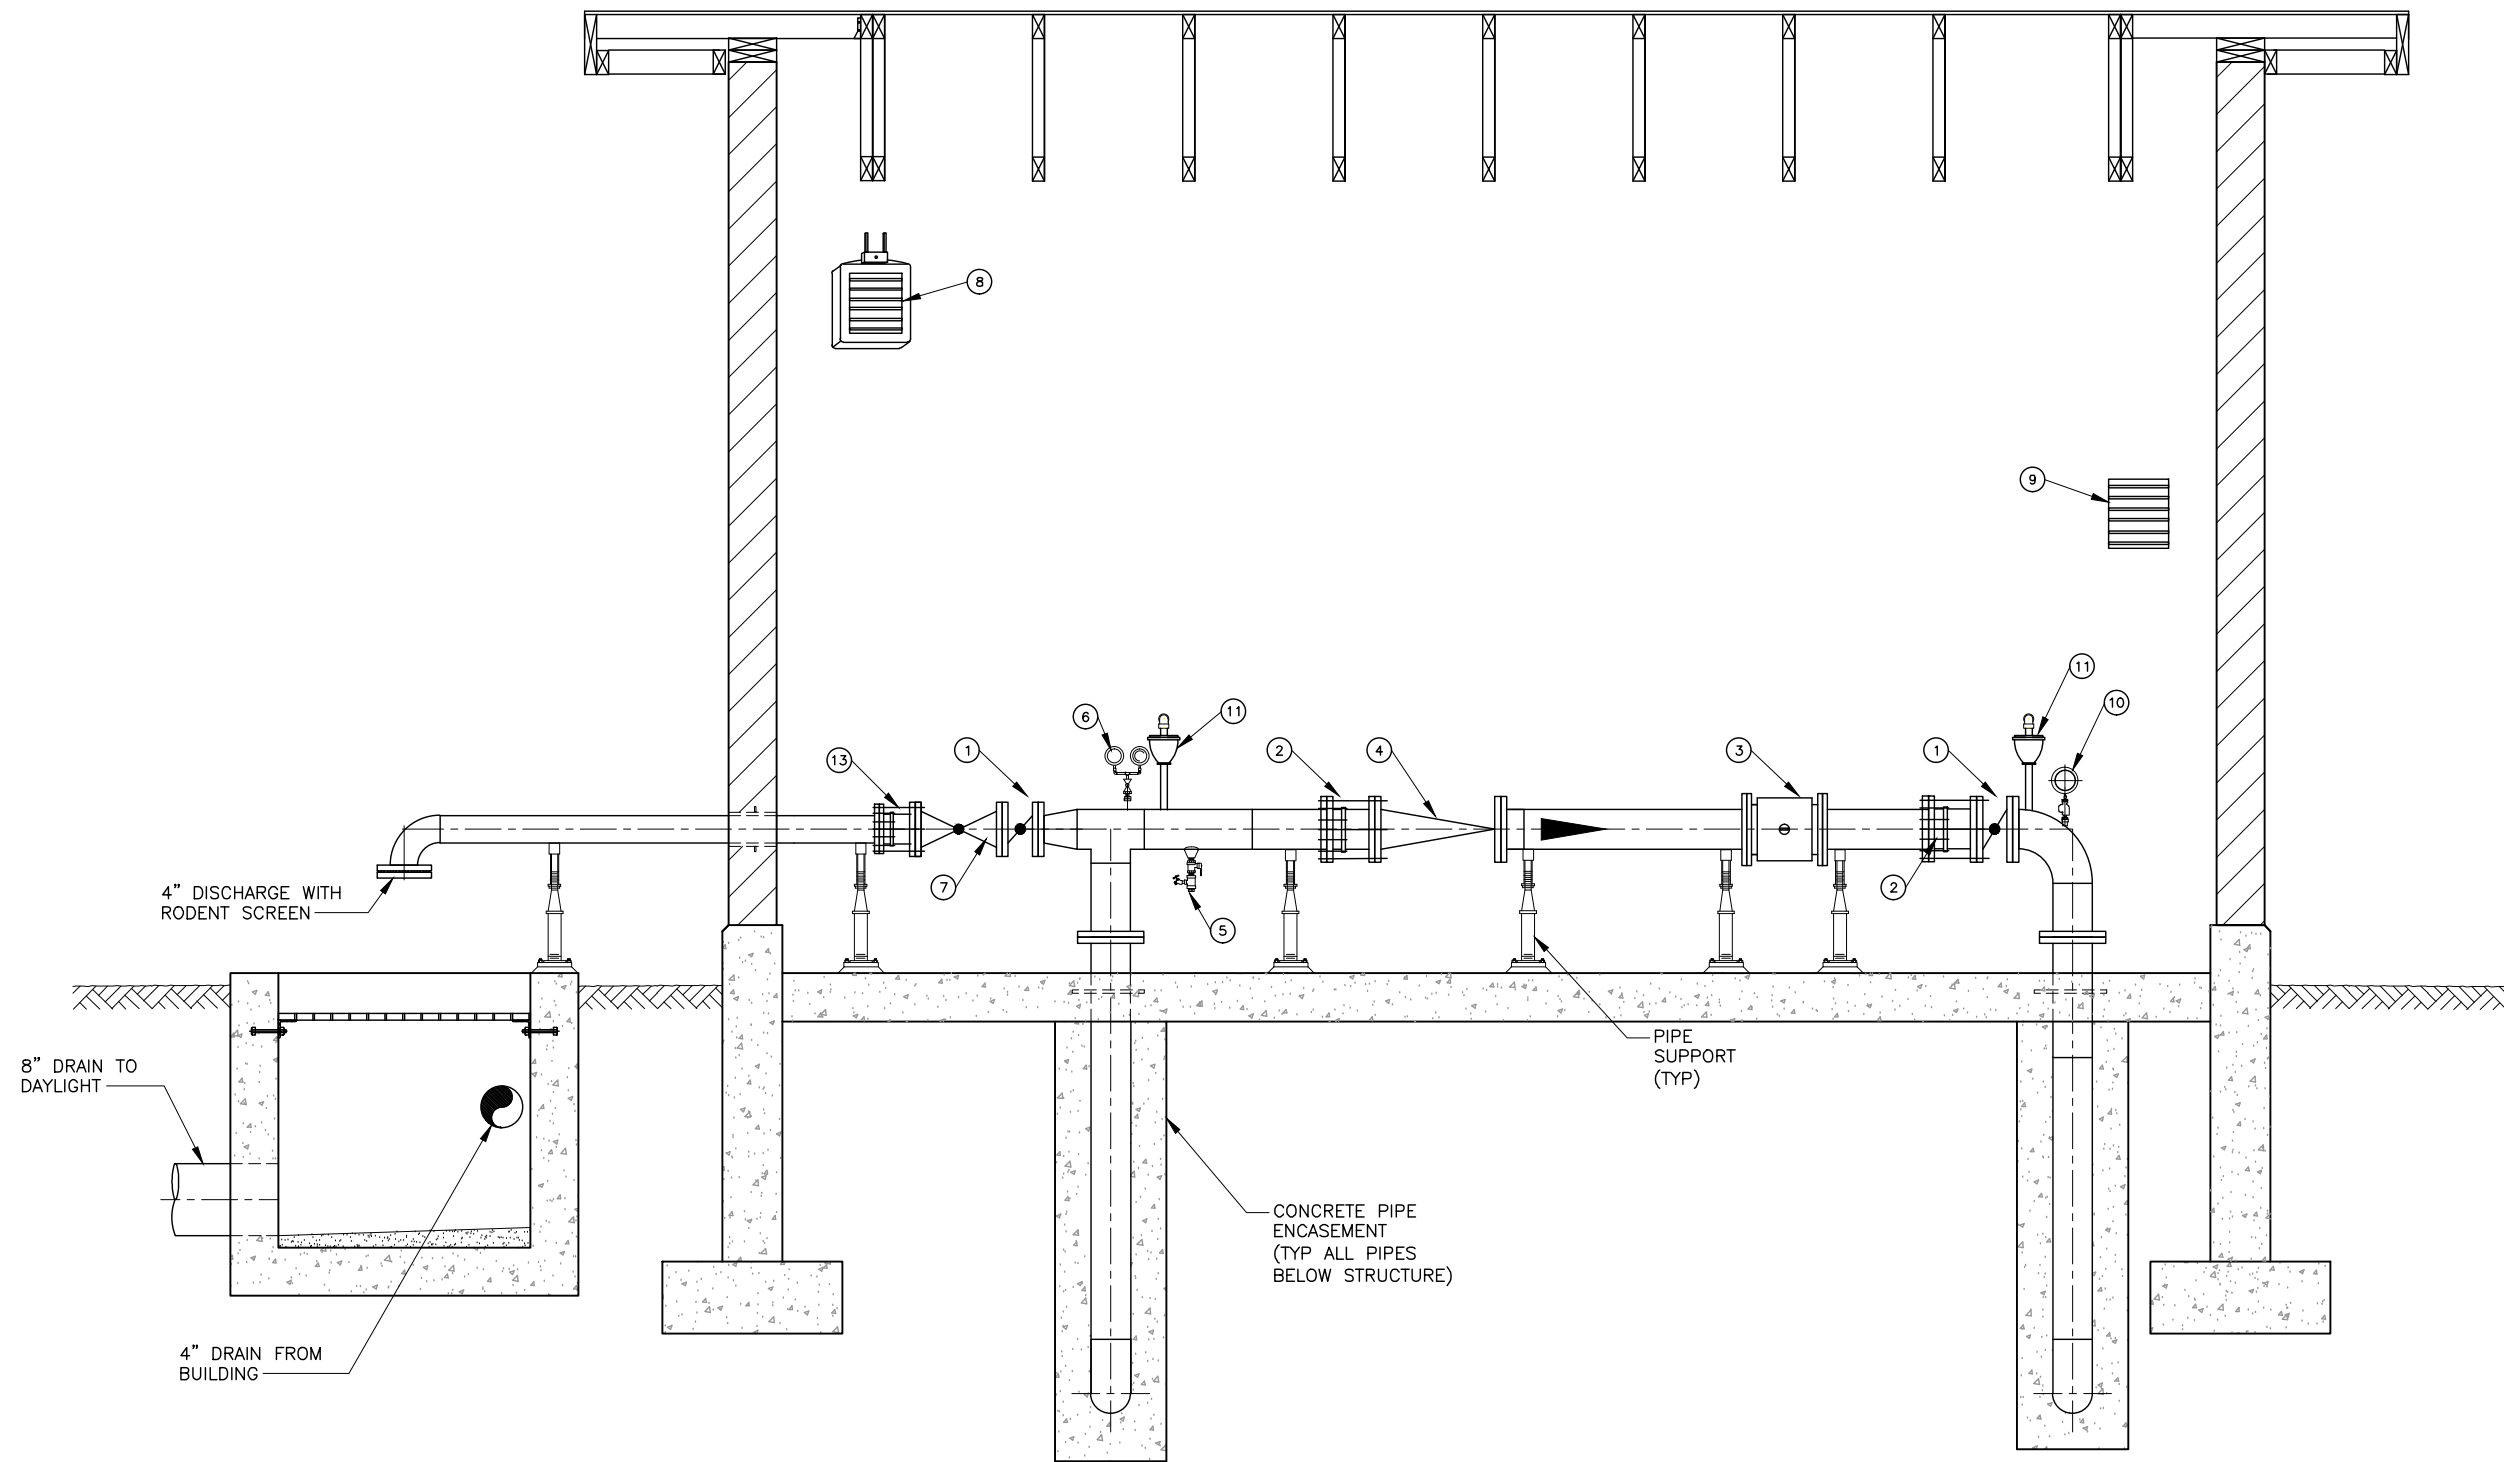 8
9
11
10
6
11
13
1
2
4
3
1
7
2
5
4” DISCHARGE WITH
RODENT SCREEN
PIPE
SUPPORT
(TYP)
8” DRAIN TO
DAYLIGHT
CONCRETE PIPE
ENCASEMENT
(TYP ALL PIPES
BELOW STRUCTURE)
4” DRAIN FROM
BUILDING